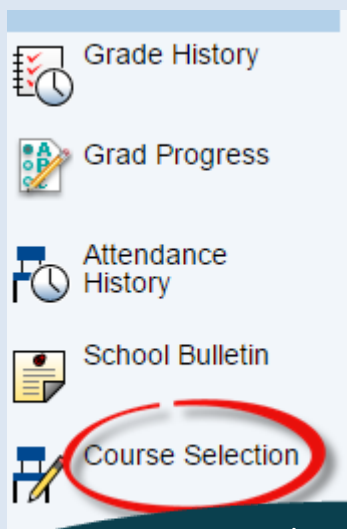 Grade History
Grad Progress
Attendance
History
School Bulletin
Course Selection